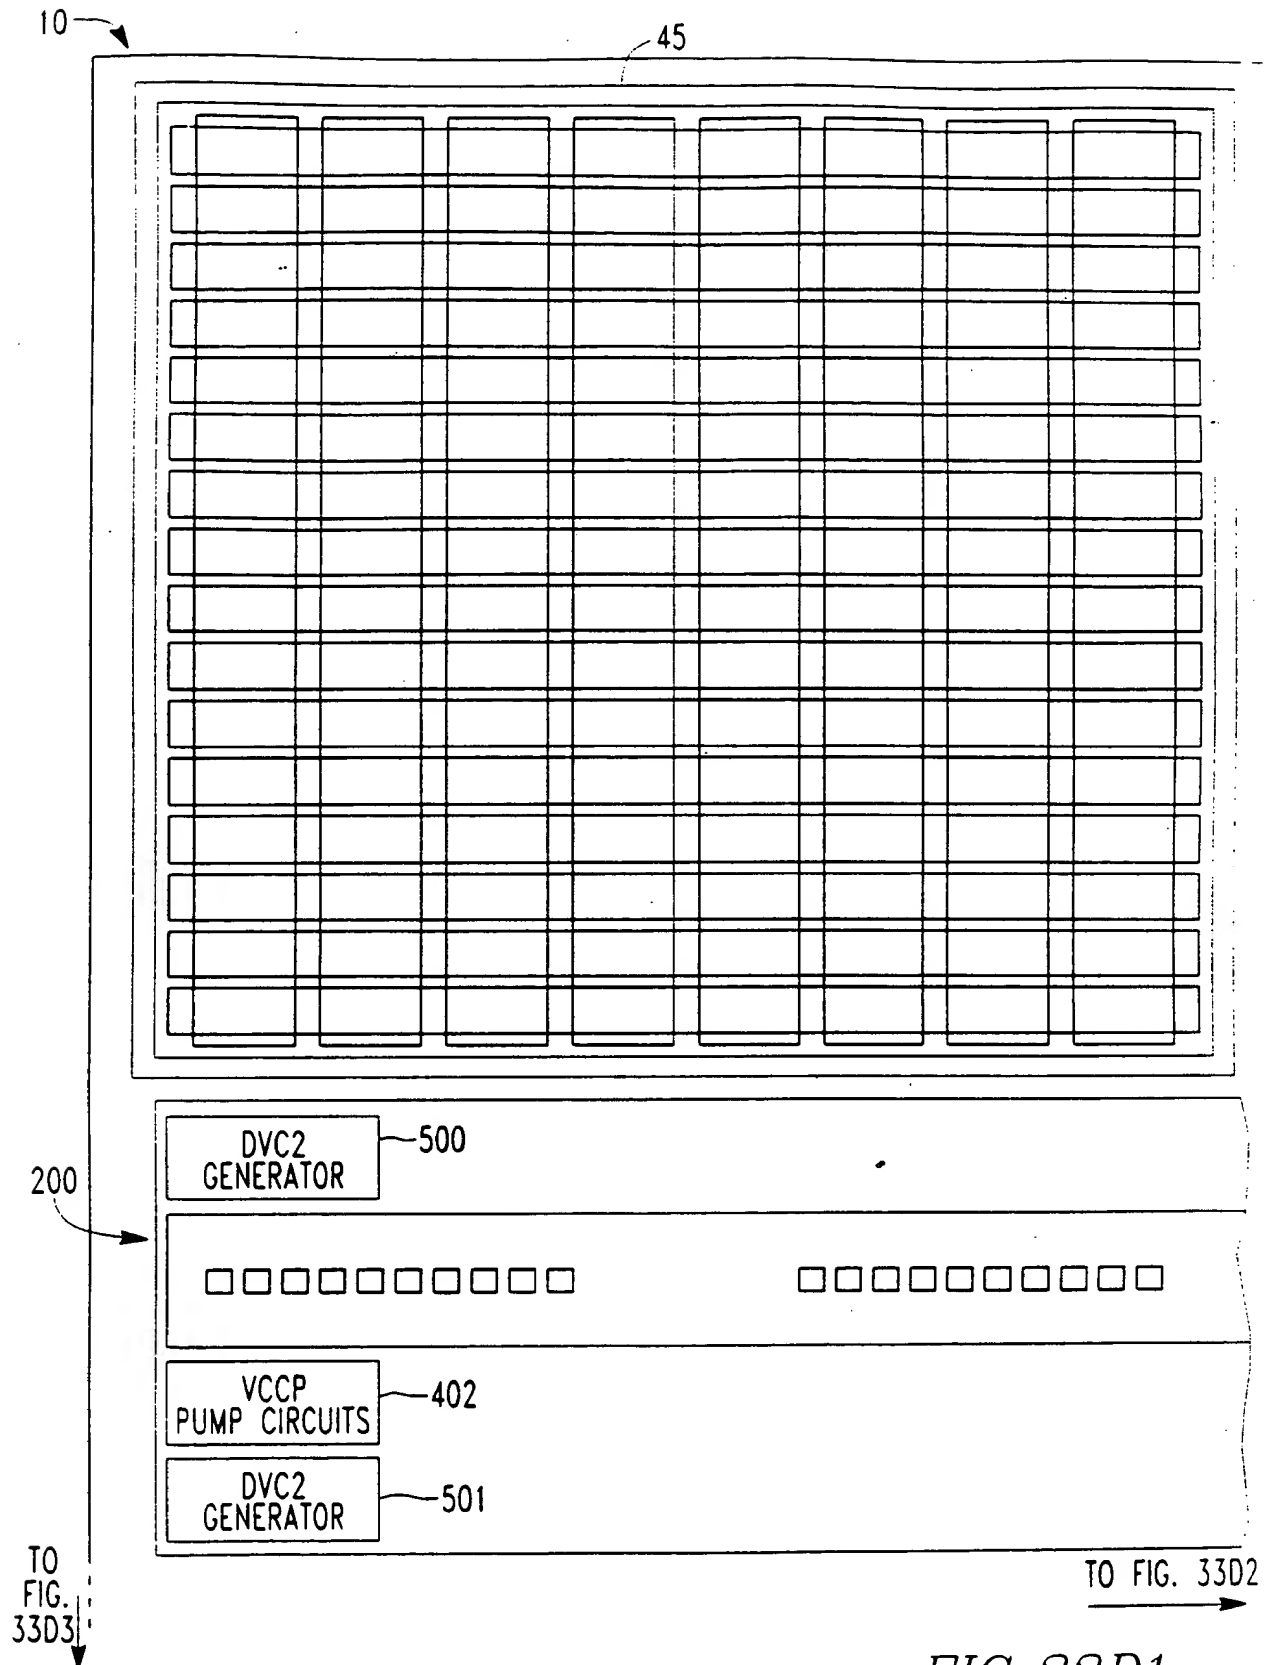 10
45
DVC2
GENERATOR
500
200
VCCP
PUMP CIRCUITS
402
DVC2
GENERATOR
501
TO
FIG.
33D3
TO FIG. 33D2